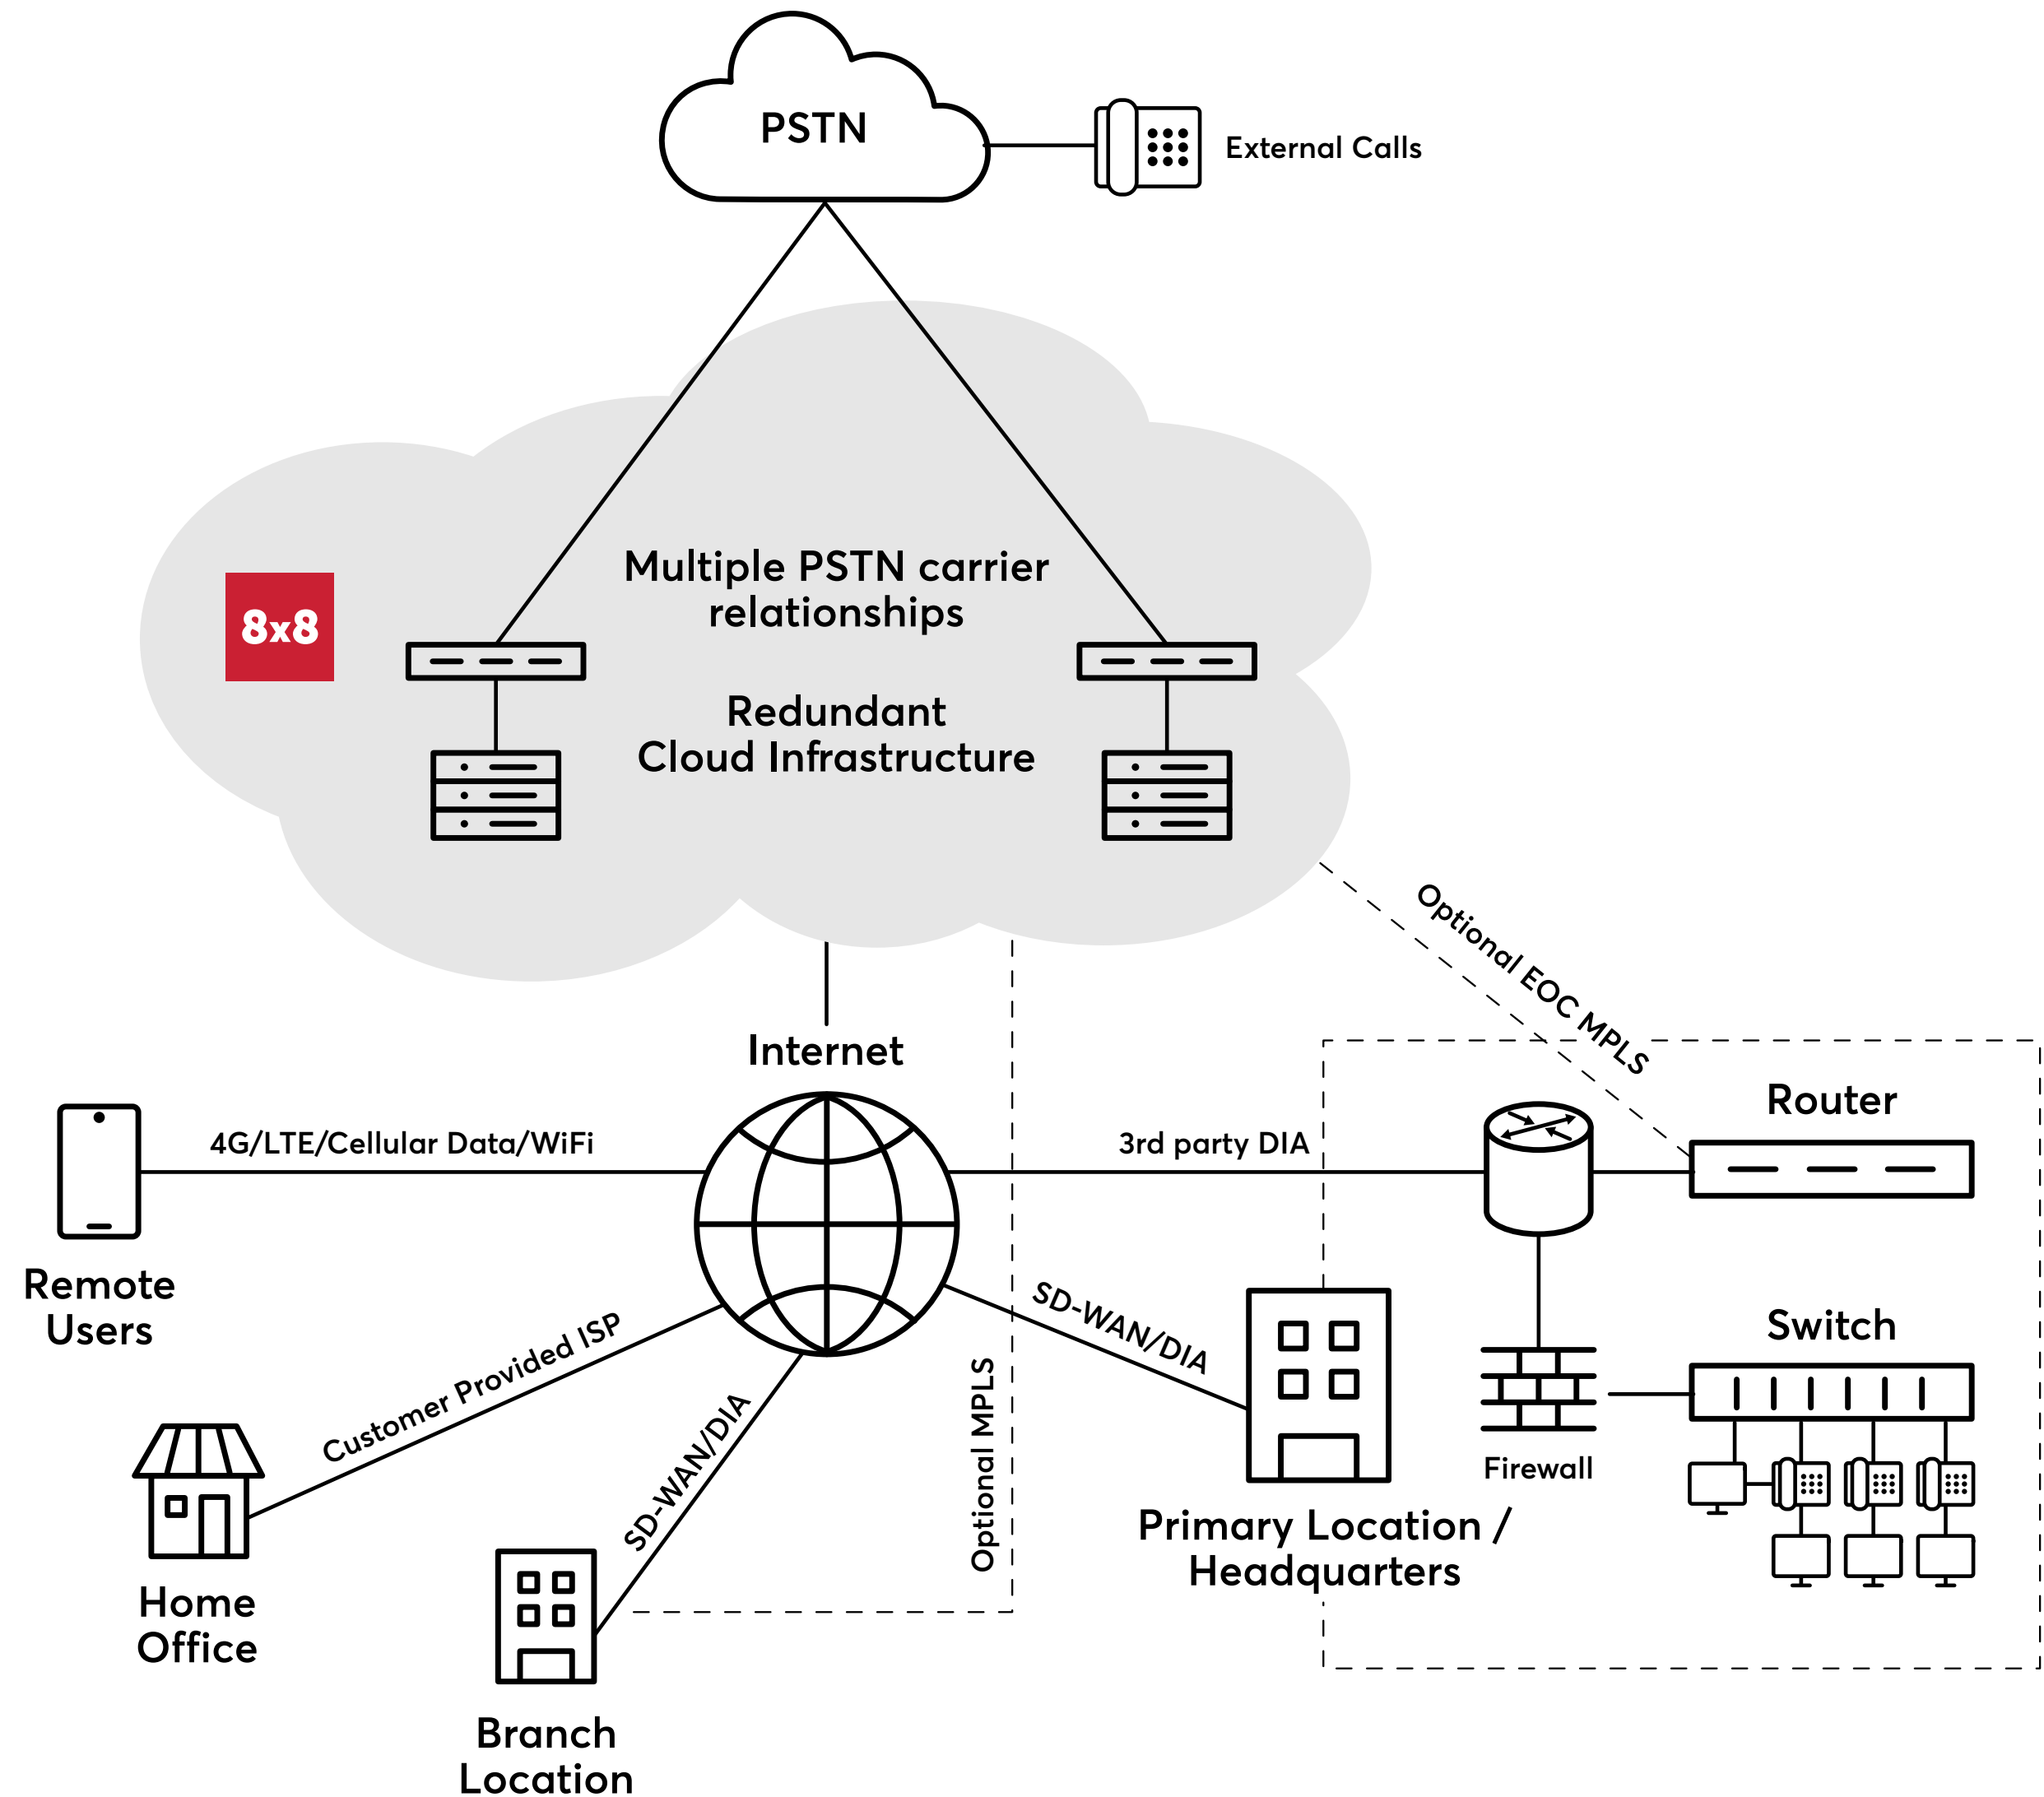 PSTN
External Calls
8x8
Multiple PSTN carrier
relationships
Redundant
Cloud Infrastructure
Optional EOC MPLS
Internet
Router
4G/LTE/Cellular Data/WiFi
3rd party DIA
Remote
Users
SD-WAN/DIA
Switch
Customer Provided ISP
SD-WAN/DIA
Optional MPLS
Firewall
Primary Location /
Headquarters
Home
Office
Branch
Location